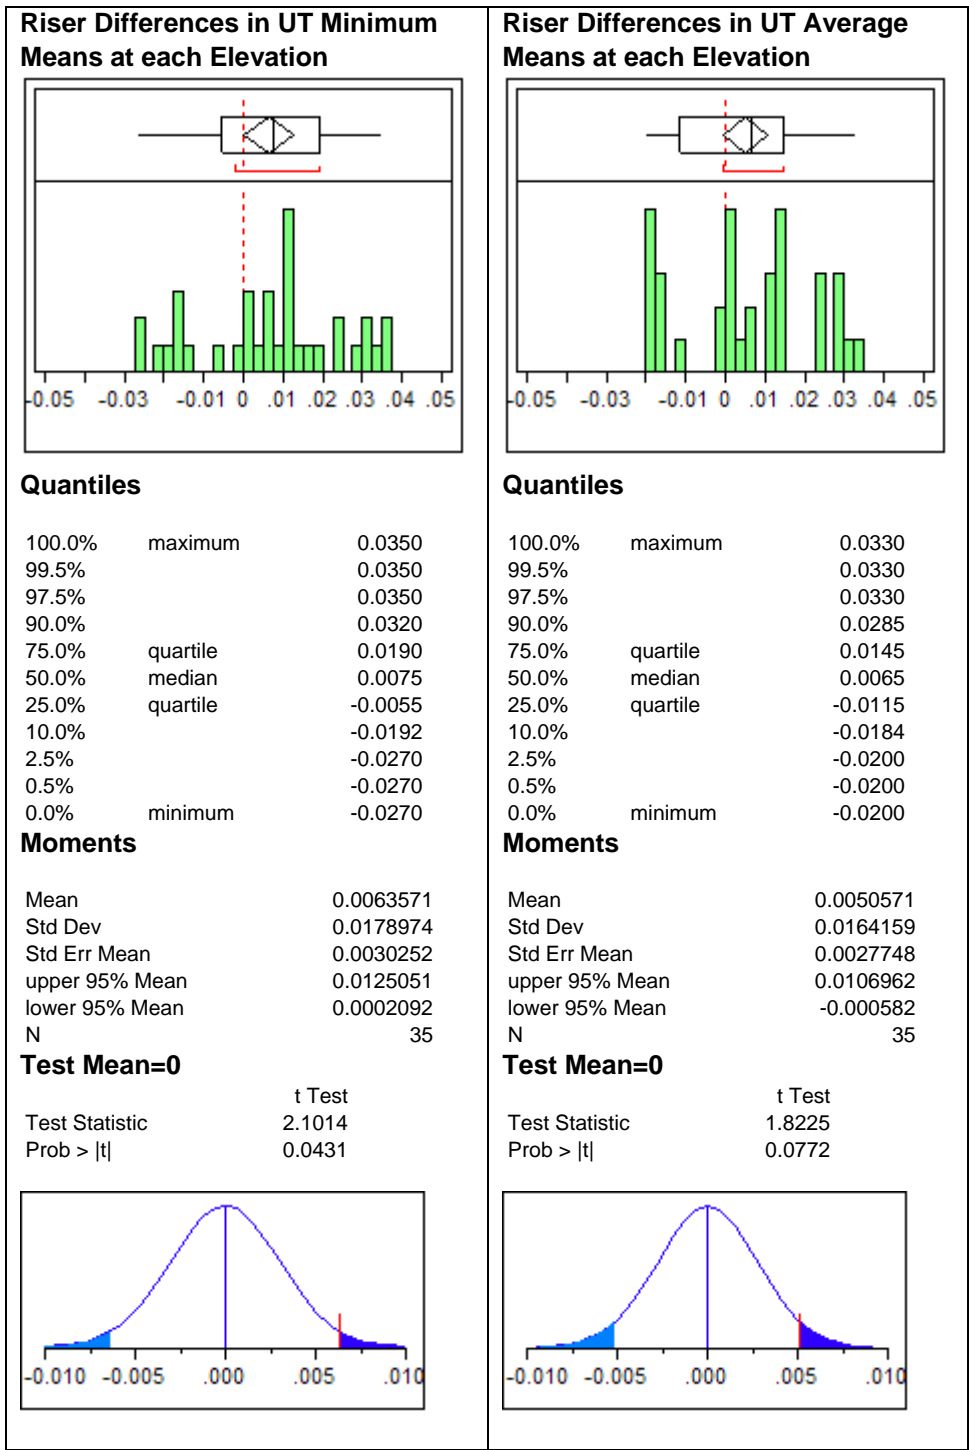 Riser Differences in UT Minimum
Means at each Elevation
-0.05 -0.03 -0.01 0 .01 .02 .03 .04 .05
Quantiles
100.0% maximum 0.0350
99.5% 0.0350
97.5% 0.0350
90.0% 0.0320
75.0% quartile 0.0190
50.0% median 0.0075
25.0% quartile -0.0055
10.0% -0.0192
2.5% -0.0270
0.5% -0.0270
0.0% minimum -0.0270
Moments
Mean 0.0063571
Std Dev 0.0178974
Std Err Mean 0.0030252
upper 95% Mean 0.0125051
lower 95% Mean 0.0002092
N 35
Test Mean=0
t Test
Test Statistic 2.1014
Prob > |t| 0.0431
-0.010 -0.005 .000 .005 .010
Riser Differences in UT Average
Means at each Elevation
-0.05 -0.03 -0.01 0 .01 .02 .03 .04 .05
Quantiles
100.0% maximum 0.0330
99.5% 0.0330
97.5% 0.0330
90.0% 0.0285
75.0% quartile 0.0145
50.0% median 0.0065
25.0% quartile -0.0115
10.0% -0.0184
2.5% -0.0200
0.5% -0.0200
0.0% minimum -0.0200
Moments
Mean 0.0050571
Std Dev 0.0164159
Std Err Mean 0.0027748
upper 95% Mean 0.0106962
lower 95% Mean -0.000582
N 35
Test Mean=0
t Test
Test Statistic 1.8225
Prob > |t| 0.0772
-0.010 -0.005 .000 .005 .010